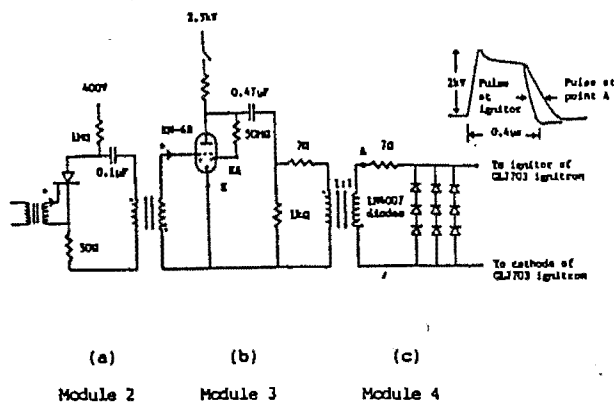 2.5kV
400V
1kΩ
0.1µF
50Ω
KN-6B
0.47µF
50MΩ
KA
K
7Ω
1kΩ
1:1
A
7Ω
1N4007
diodes
2kV
Pulse
at
ignitor
Pulse at
point A
0.4µs
To ignitor of
GL7703 ignitron
To cathode of
GL7703 ignitron
(a)
(b)
(c)
Module 2
Module 3
Module 4